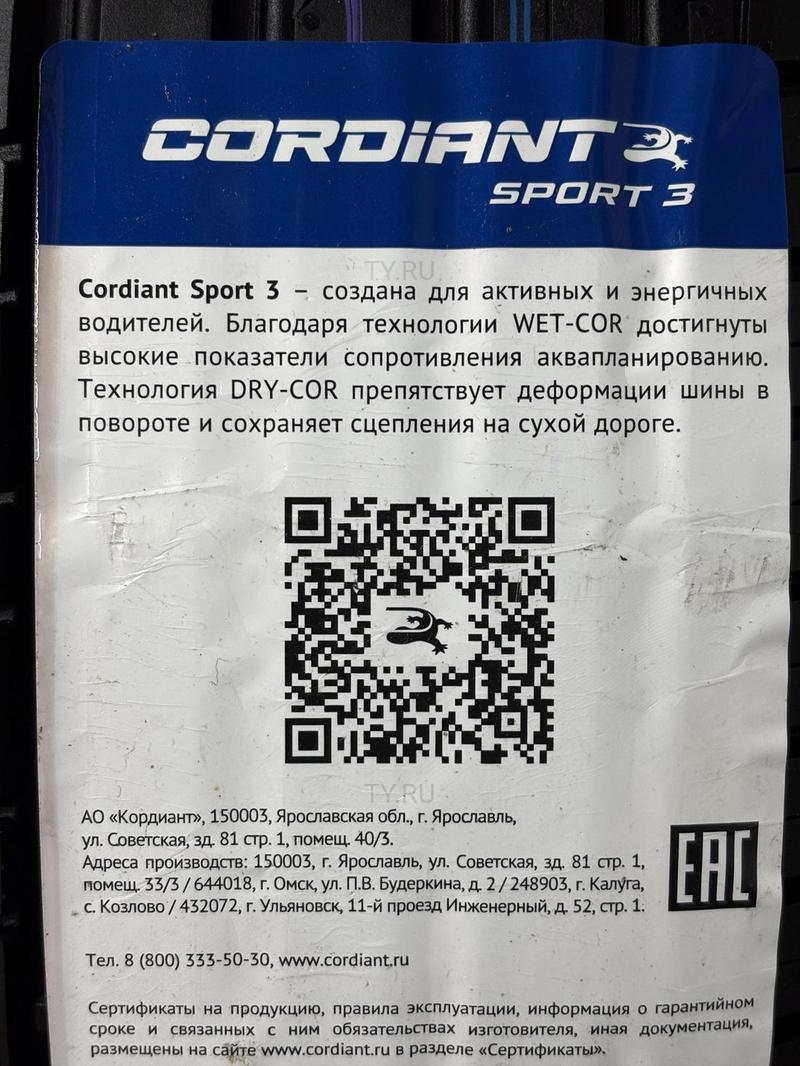 CORDIANT
SPORT 3
TY.RU
Cordiant Sport 3 – создана для активных и энергичных
водителей. Благодаря технологии WET-COR достигнуты
высокие показатели сопротивления аквапланированию.
Технология DRY-COR препятствует деформации шины в
повороте и сохраняет сцепления на сухой дороге.
TY.RU
АО «Кордиант», 150003, Ярославская обл., г. Ярославль,
ул. Советская, зд. 81 стр. 1, помещ. 40/3.
Адреса производств: 150003, г. Ярославль, ул. Советская, зд. 81 стр. 1,
помещ. 33/3 / 644018, г. Омск, ул. П.В. Будеркина, д. 2 / 248903, г. Калуга,
с. Козлово / 432072, г. Ульяновск, 11-й проезд Инженерный, д. 52, стр. 1.
EAC
Тел. 8 (800) 333-50-30, www.cordiant.ru
Сертификаты на продукцию, правила эксплуатации, информация о гарантийном
сроке и связанных с ним обязательствах изготовителя, иная документация,
размещены на сайте www.cordiant.ru в разделе «Сертификаты».